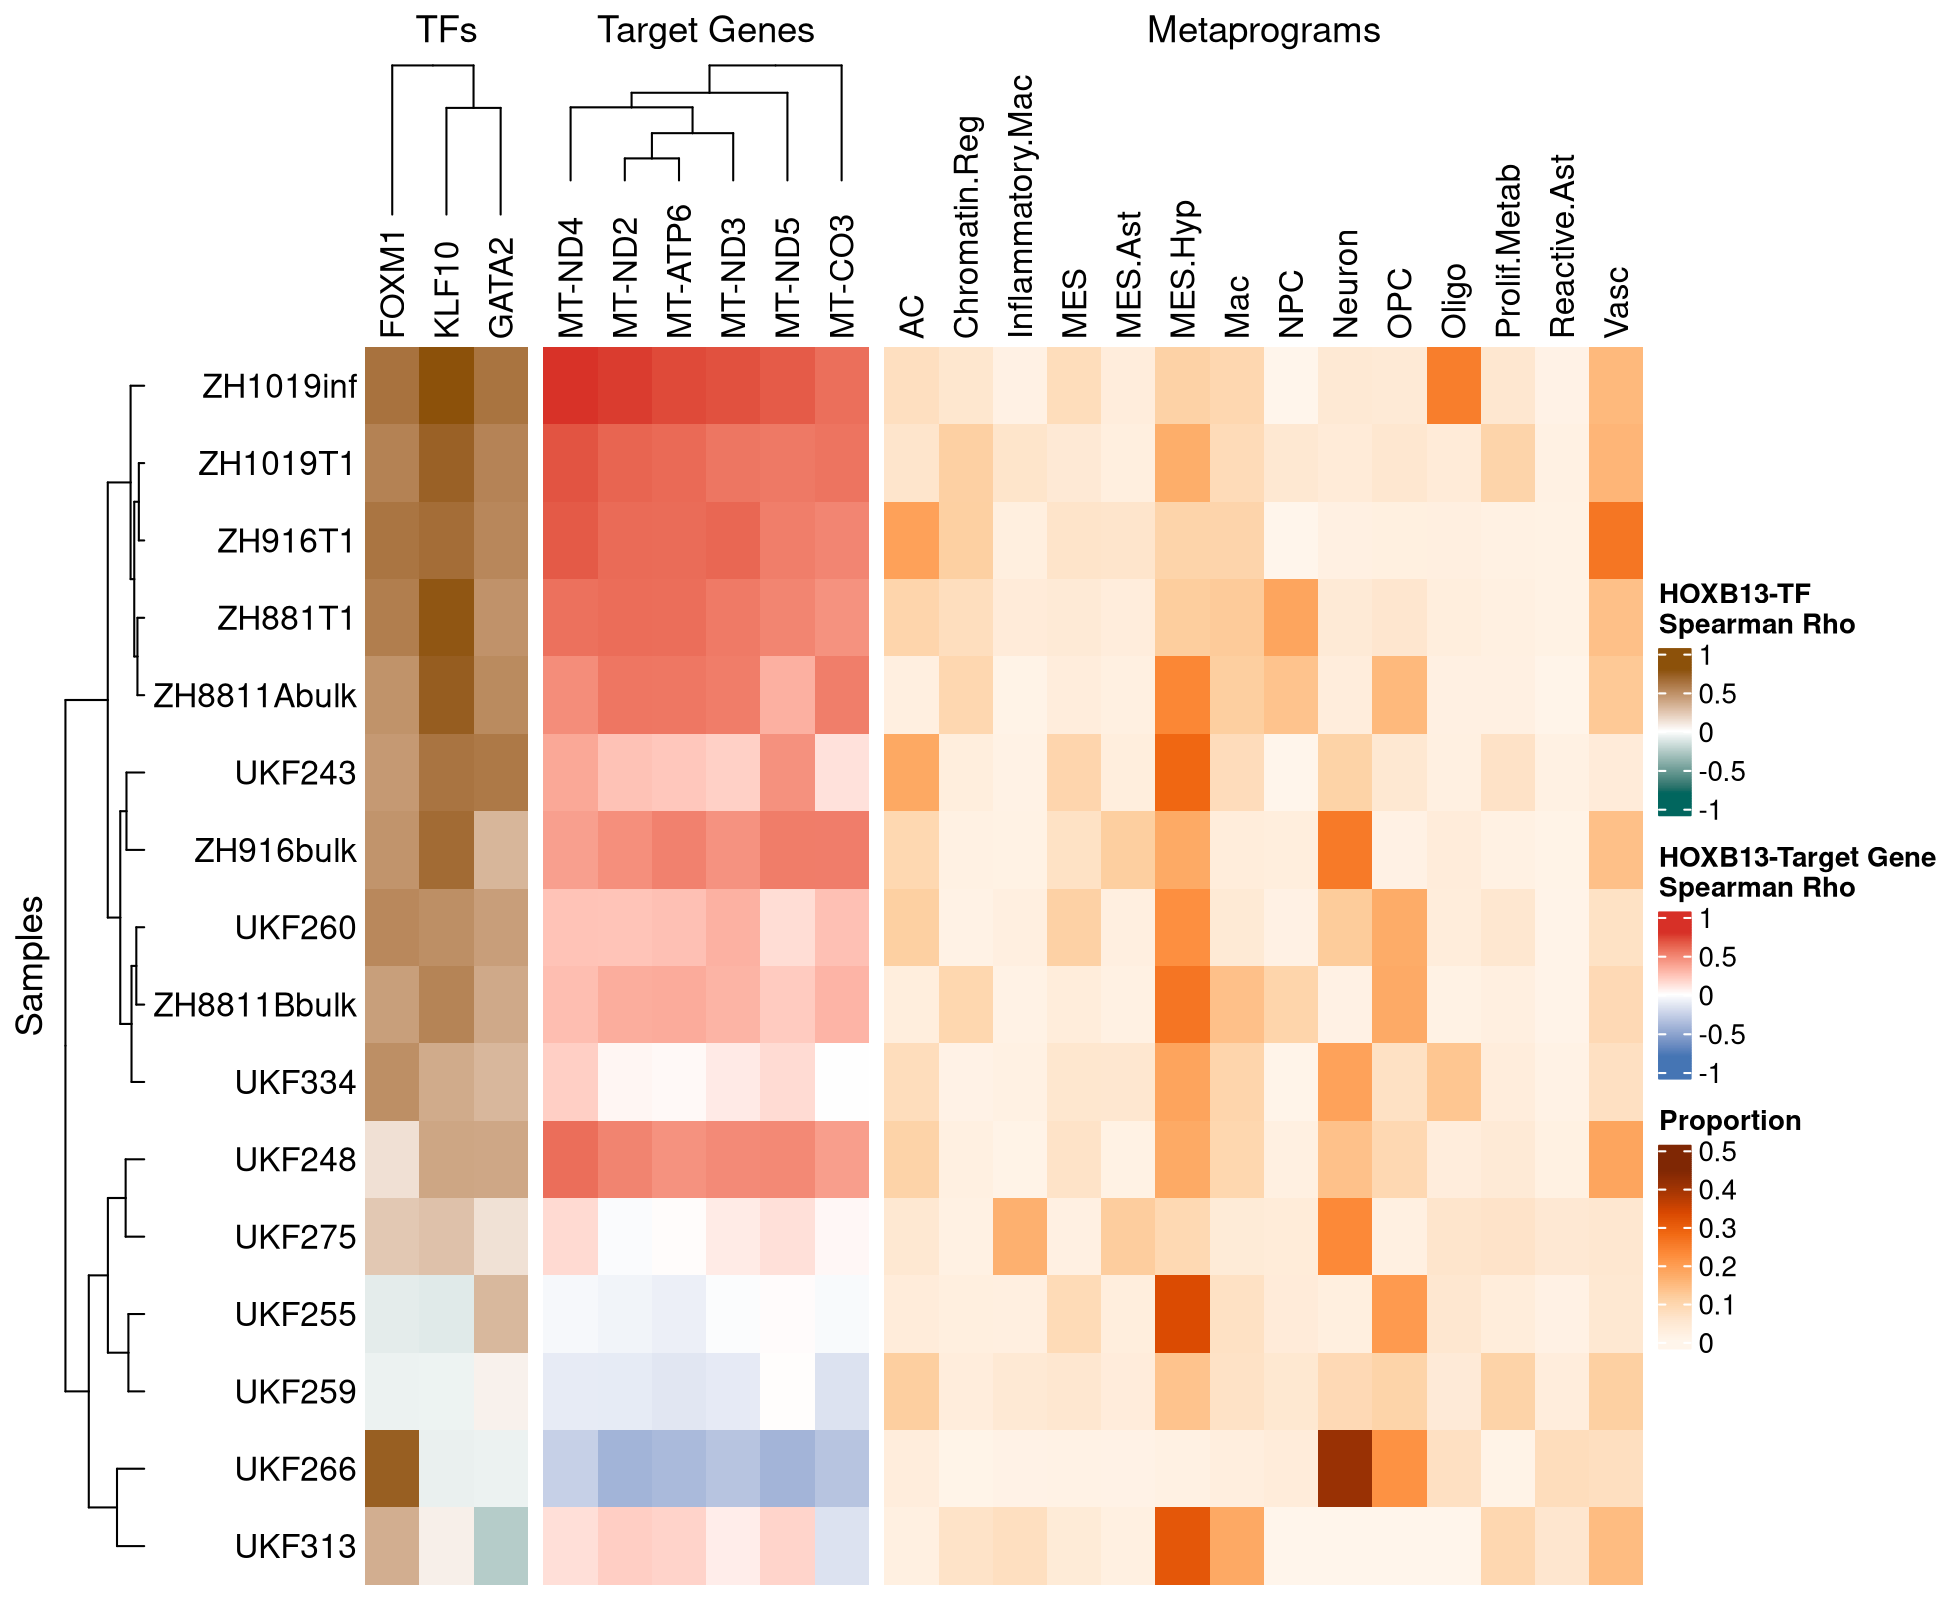 TFs
Target Genes
Metaprograms
FOXM1
KLF10
GATA2
MT-ND4
MT-ND2
MT-ATP6
MT-ND3
MT-ND5
MT-CO3
AC
Chromatin.Reg
Inflammatory.Mac
MES
MES.Ast
MES.Hyp
Mac
NPC
Neuron
OPC
Oligo
Prolif.Metab
Reactive.Ast
Vasc
Samples
ZH1019inf
ZH1019T1
ZH916T1
ZH881T1
ZH8811Abulk
UKF243
ZH916bulk
UKF260
ZH8811Bbulk
UKF334
UKF248
UKF275
UKF255
UKF259
UKF266
UKF313
HOXB13-TF
Spearman Rho
1
0.5
0
-0.5
-1
HOXB13-Target Gene
Spearman Rho
1
0.5
0
-0.5
-1
Proportion
0.5
0.4
0.3
0.2
0.1
0